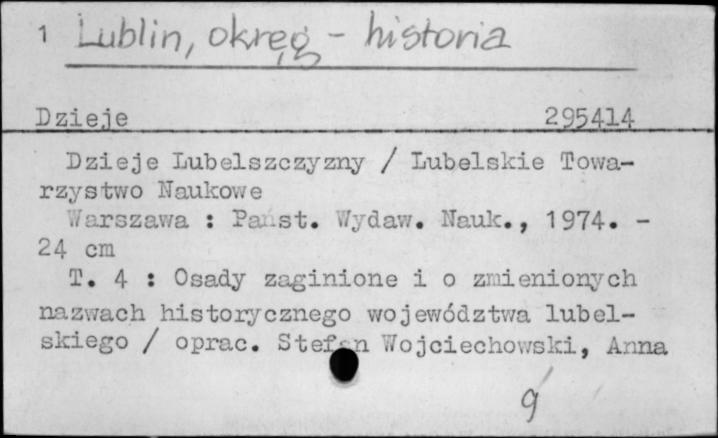 1 Lublin, okręg - historia
Dzieje 295414
Dzieje Lubelszczyzny / Lubelskie Towa-
rzystwo Naukowe
Warszawa : Państ. Wydaw. Nauk., 1974. -
24 cm
T. 4 : Osady zaginione i o zmienionych
nazwach historycznego województwa lubel-
skiego / oprac. Stefan Wojciechowski, Anna
9